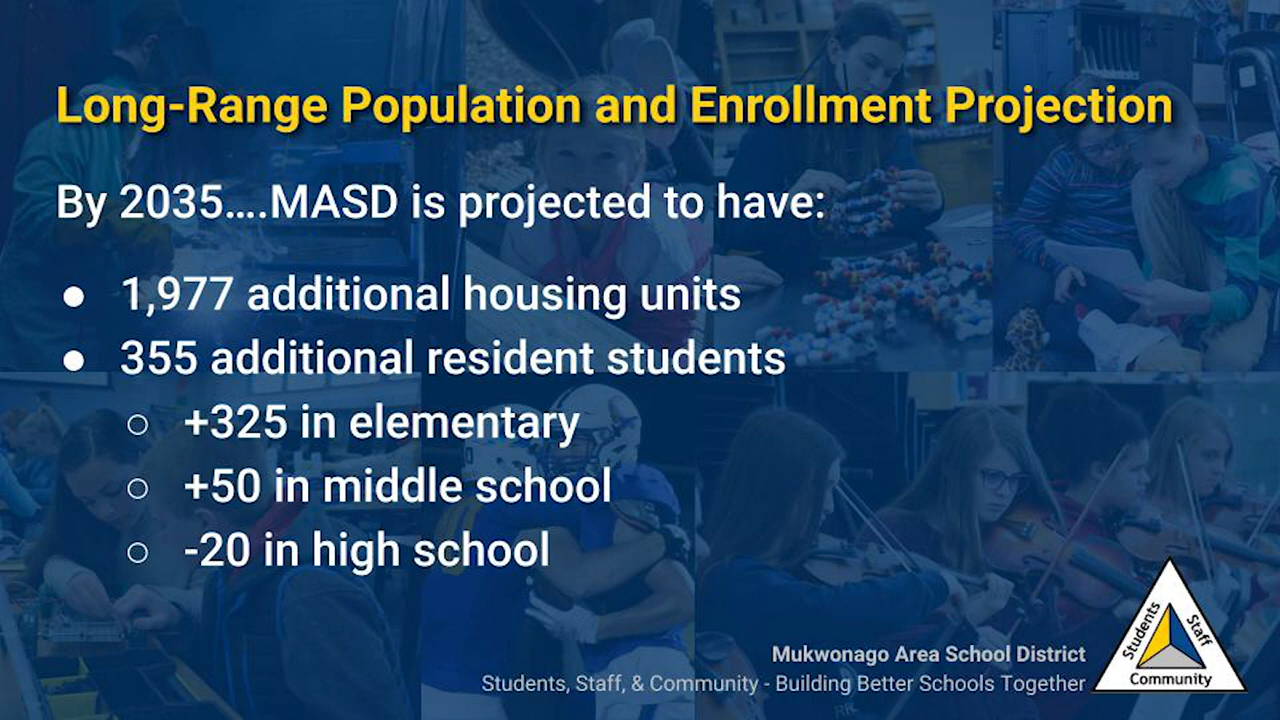 Long-Range Population and Enrollment Projection
By 2035....MASD is projected to have:
● 1,977 additional housing units
● 355 additional resident students
○ +325 in elementary
○ +50 in middle school
○ -20 in high school
Mukwonago Area School District
Students, Staff, & Community - Building Better Schools Together
Students
Staff
Community